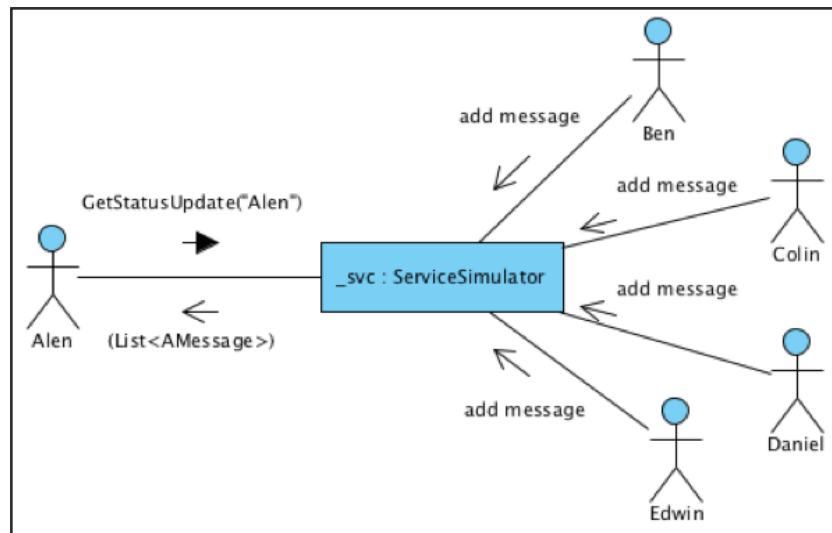 Ben
add message
add message
Colin
GetStatusUpdate("Alen")
_svc : ServiceSimulator
add message
Alen
(List<AMessage>)
add message
Daniel
Edwin